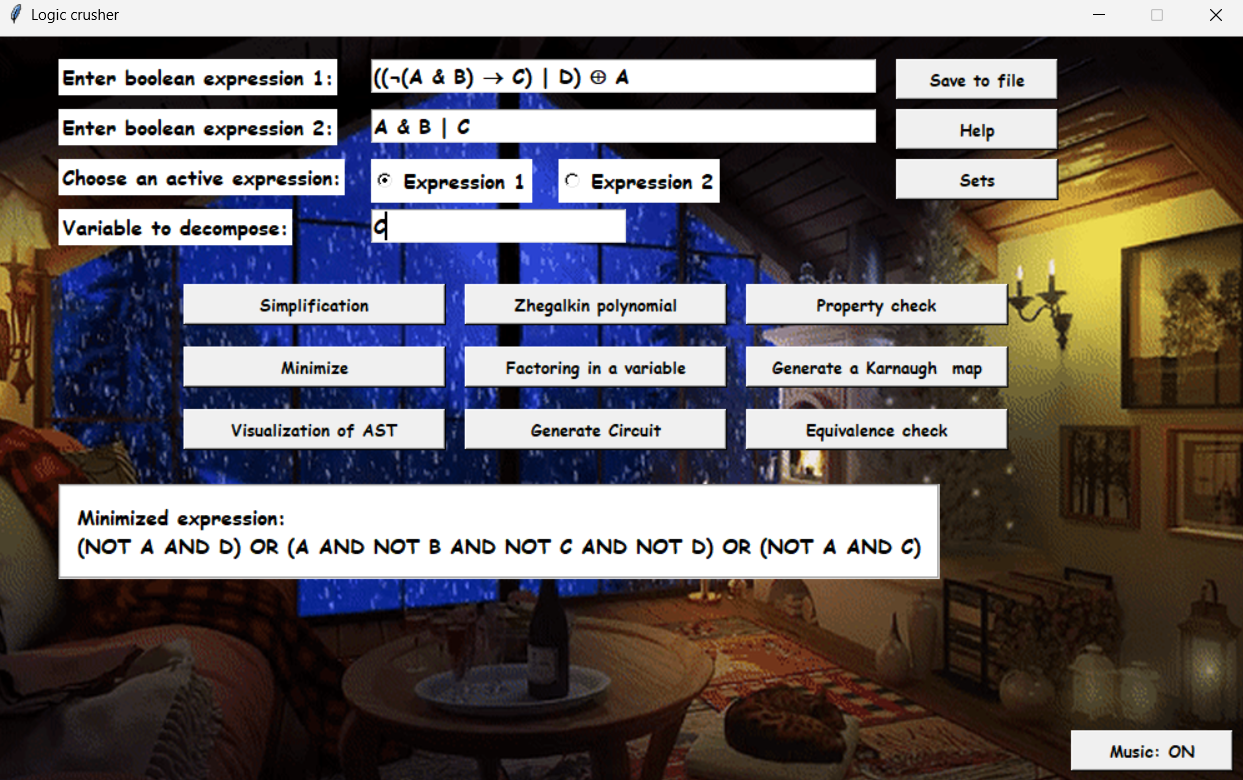 Logic crusher
Enter boolean expression 1: ((¬(A & B) → C) | D) ⊕ A Save to file
Enter boolean expression 2: A & B | C Help
Choose an active expression: Expression 1 Expression 2 Sets
Variable to decompose: C
Simplification Zhegalkin polynomial Property check
Minimize Factoring in a variable Generate a Karnaugh map
Visualization of AST Generate Circuit Equivalence check
Minimized expression:
(NOT A AND D) OR (A AND NOT B AND NOT C AND NOT D) OR (NOT A AND C)
Music: ON